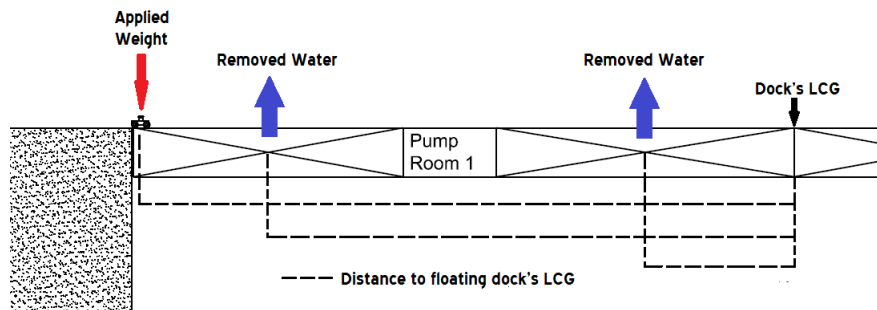 Applied
Weight
Removed Water
Removed Water
Dock's LCG
Pump
Room 1
Distance to floating dock's LCG